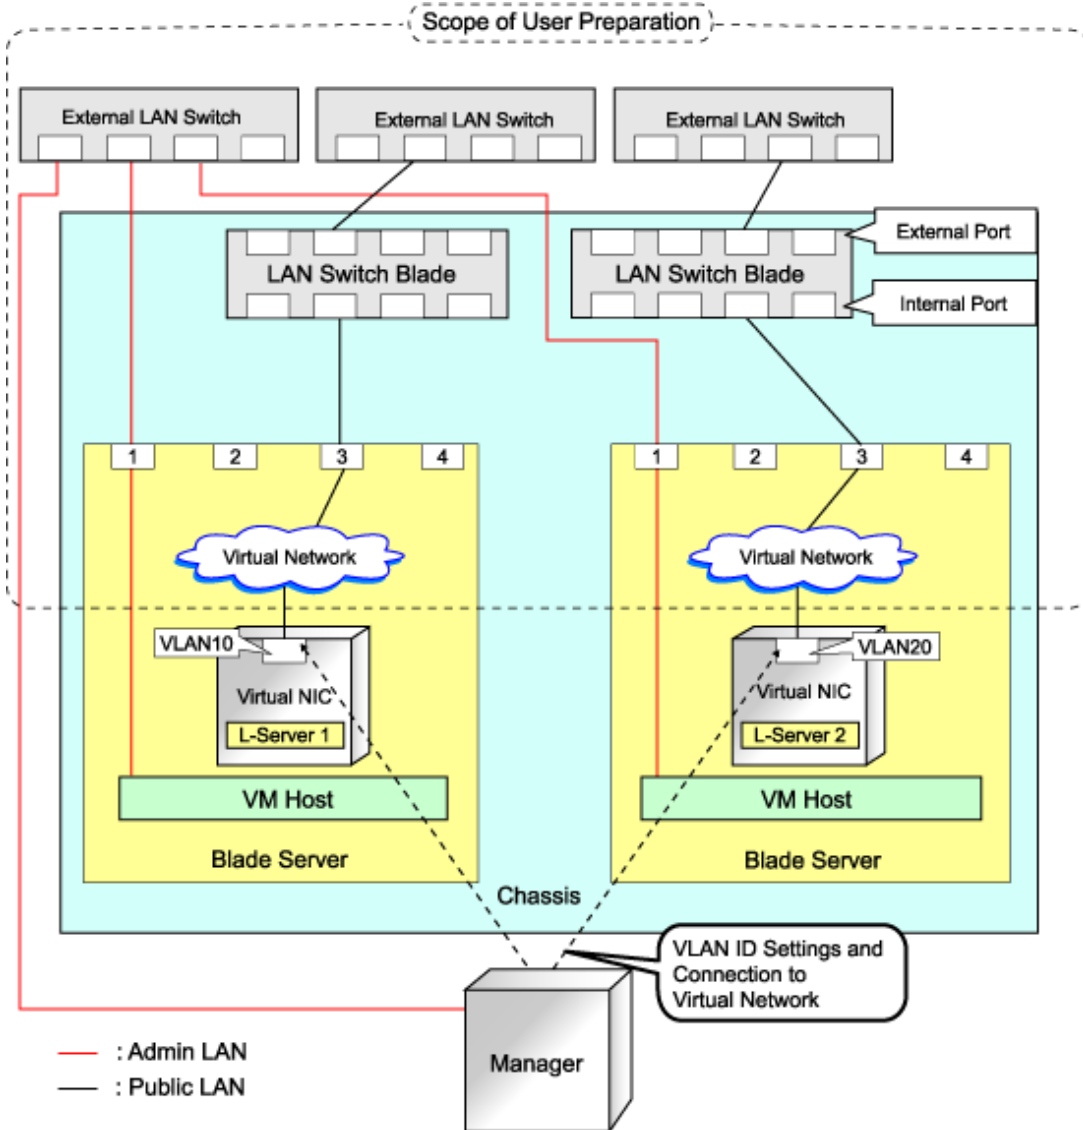 Scope of User Preparation
External LAN Switch
External LAN Switch
External LAN Switch
External Port
LAN Switch Blade
LAN Switch Blade
Internal Port
1
2
3
4
1
2
3
4
Virtual Network
Virtual Network
VLAN10
VLAN20
Virtual NIC
Virtual NIC
L-Server 1
L-Server 2
VM Host
VM Host
Blade Server
Blade Server
Chassis
VLAN ID Settings and
Connection to
Virtual Network
Manager
: Admin LAN
: Public LAN